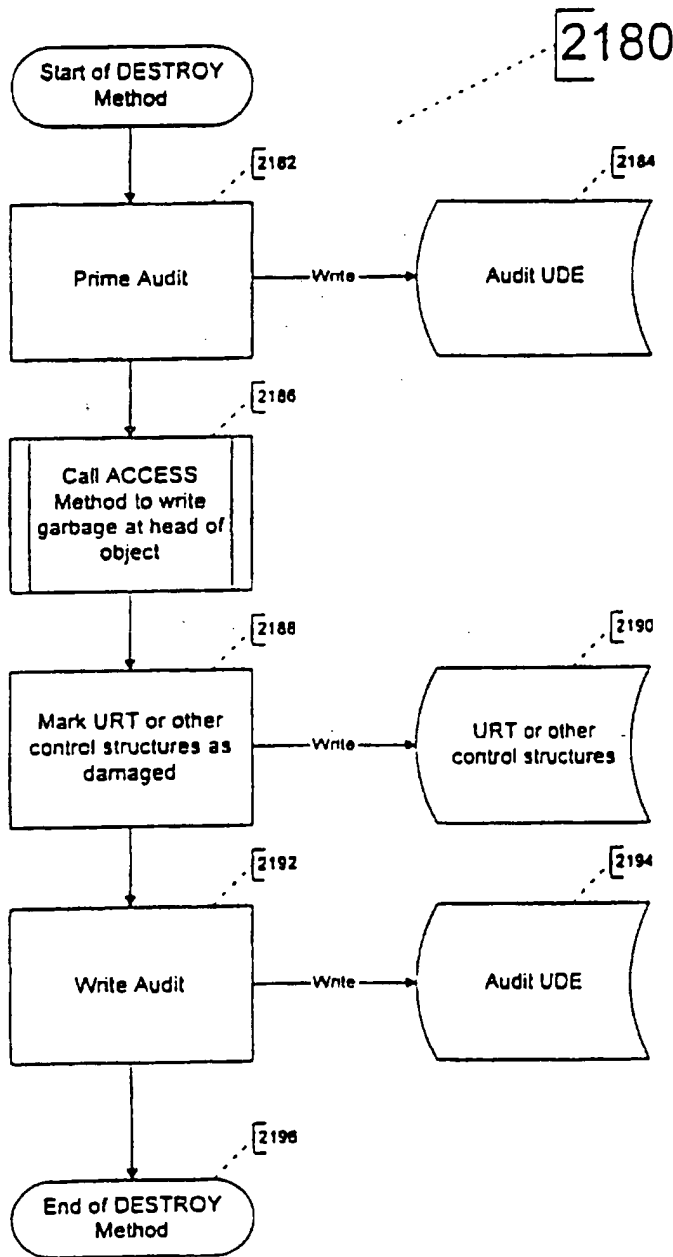 2180
Start of DESTROY
Method
2182
2184
Prime Audit
Write
Audit UDE
2186
Call ACCESS
Method to write
garbage at head of
object
2188
2190
Mark URT or other
control structures as
damaged
Write
URT or other
control structures
2192
2194
Write Audit
Write
Audit UDE
2196
End of DESTROY
Method